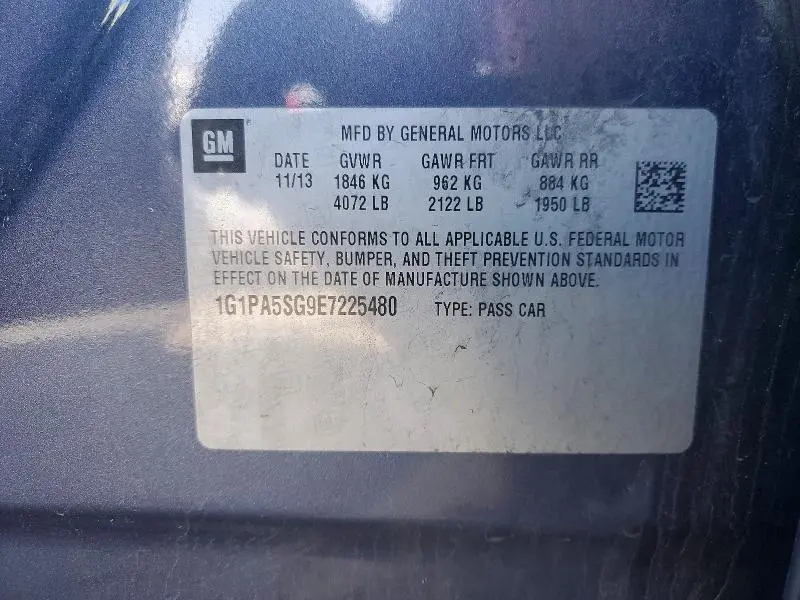 GM
MFD BY GENERAL MOTORS LLC
DATE GVWR GAWR FRT GAWR RR
11/13 1846 KG 962 KG 884 KG
4072 LB 2122 LB 1950 LB
THIS VEHICLE CONFORMS TO ALL APPLICABLE U.S. FEDERAL MOTOR
VEHICLE SAFETY, BUMPER, AND THEFT PREVENTION STANDARDS IN
EFFECT ON THE DATE OF MANUFACTURE SHOWN ABOVE.
1G1PA5SG9E7225480 TYPE: PASS CAR